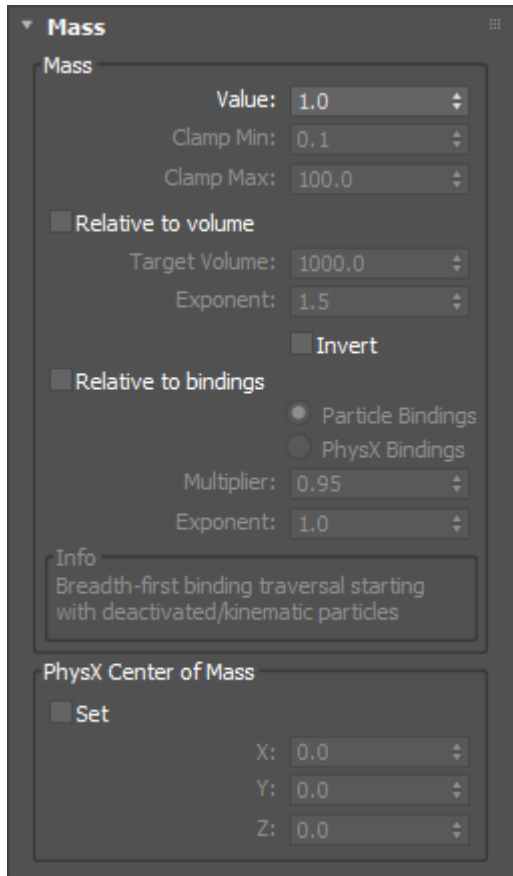 Mass
Mass
Value: 1.0
Clamp Min: 0.1
Clamp Max: 100.0
Relative to volume
Target Volume: 1000.0
Exponent: 1.5
Invert
Relative to bindings
Particle Bindings
PhysX Bindings
Multiplier: 0.95
Exponent: 1.0
Info
Breadth-first binding traversal starting
with deactivated/kinematic particles
PhysX Center of Mass
Set
X: 0.0
Y: 0.0
Z: 0.0